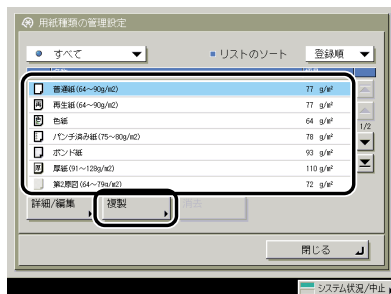 用紙種類の管理設定
すべて
リストのソート
登録順
普通紙(64～90g/m2) 77 g/m²
再生紙(64～90g/m2) 77 g/m²
色紙 64 g/m²
パンチ済み紙(75～80g/m2) 78 g/m²
ボンド紙 93 g/m²
厚紙(91～128g/m2) 110 g/m²
第2原図(64～79g/m2) 72 g/m²
1/2
詳細/編集
複製
消去
閉じる
システム状況/中止